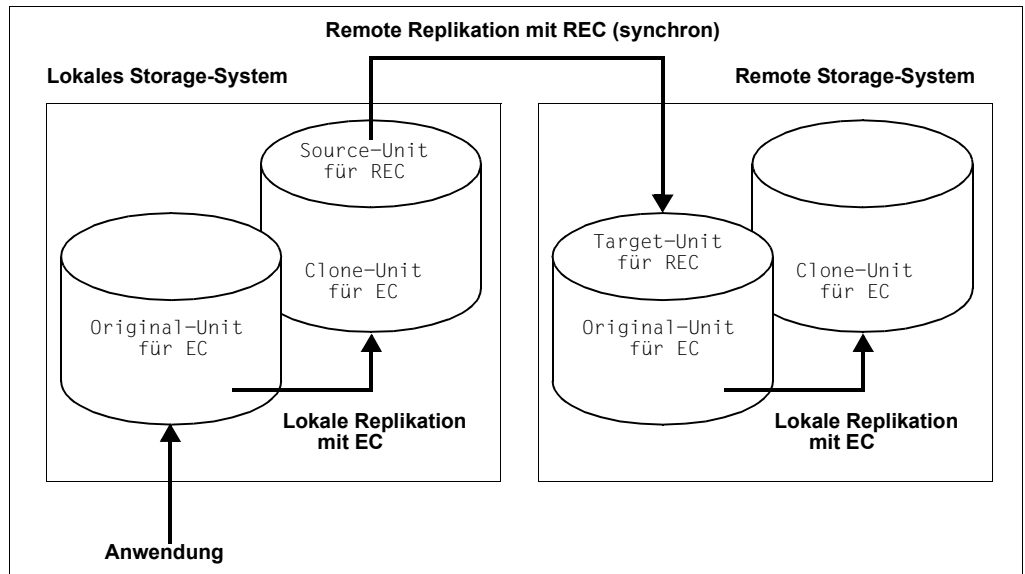 Remote Replikation mit REC (synchron)
Lokales Storage-System
Remote Storage-System
Source-Unit
für REC
Clone-Unit
für EC
Original-Unit
für EC
Lokale Replikation
mit EC
Target-Unit
für REC
Original-Unit
für EC
Clone-Unit
für EC
Lokale Replikation
mit EC
Anwendung